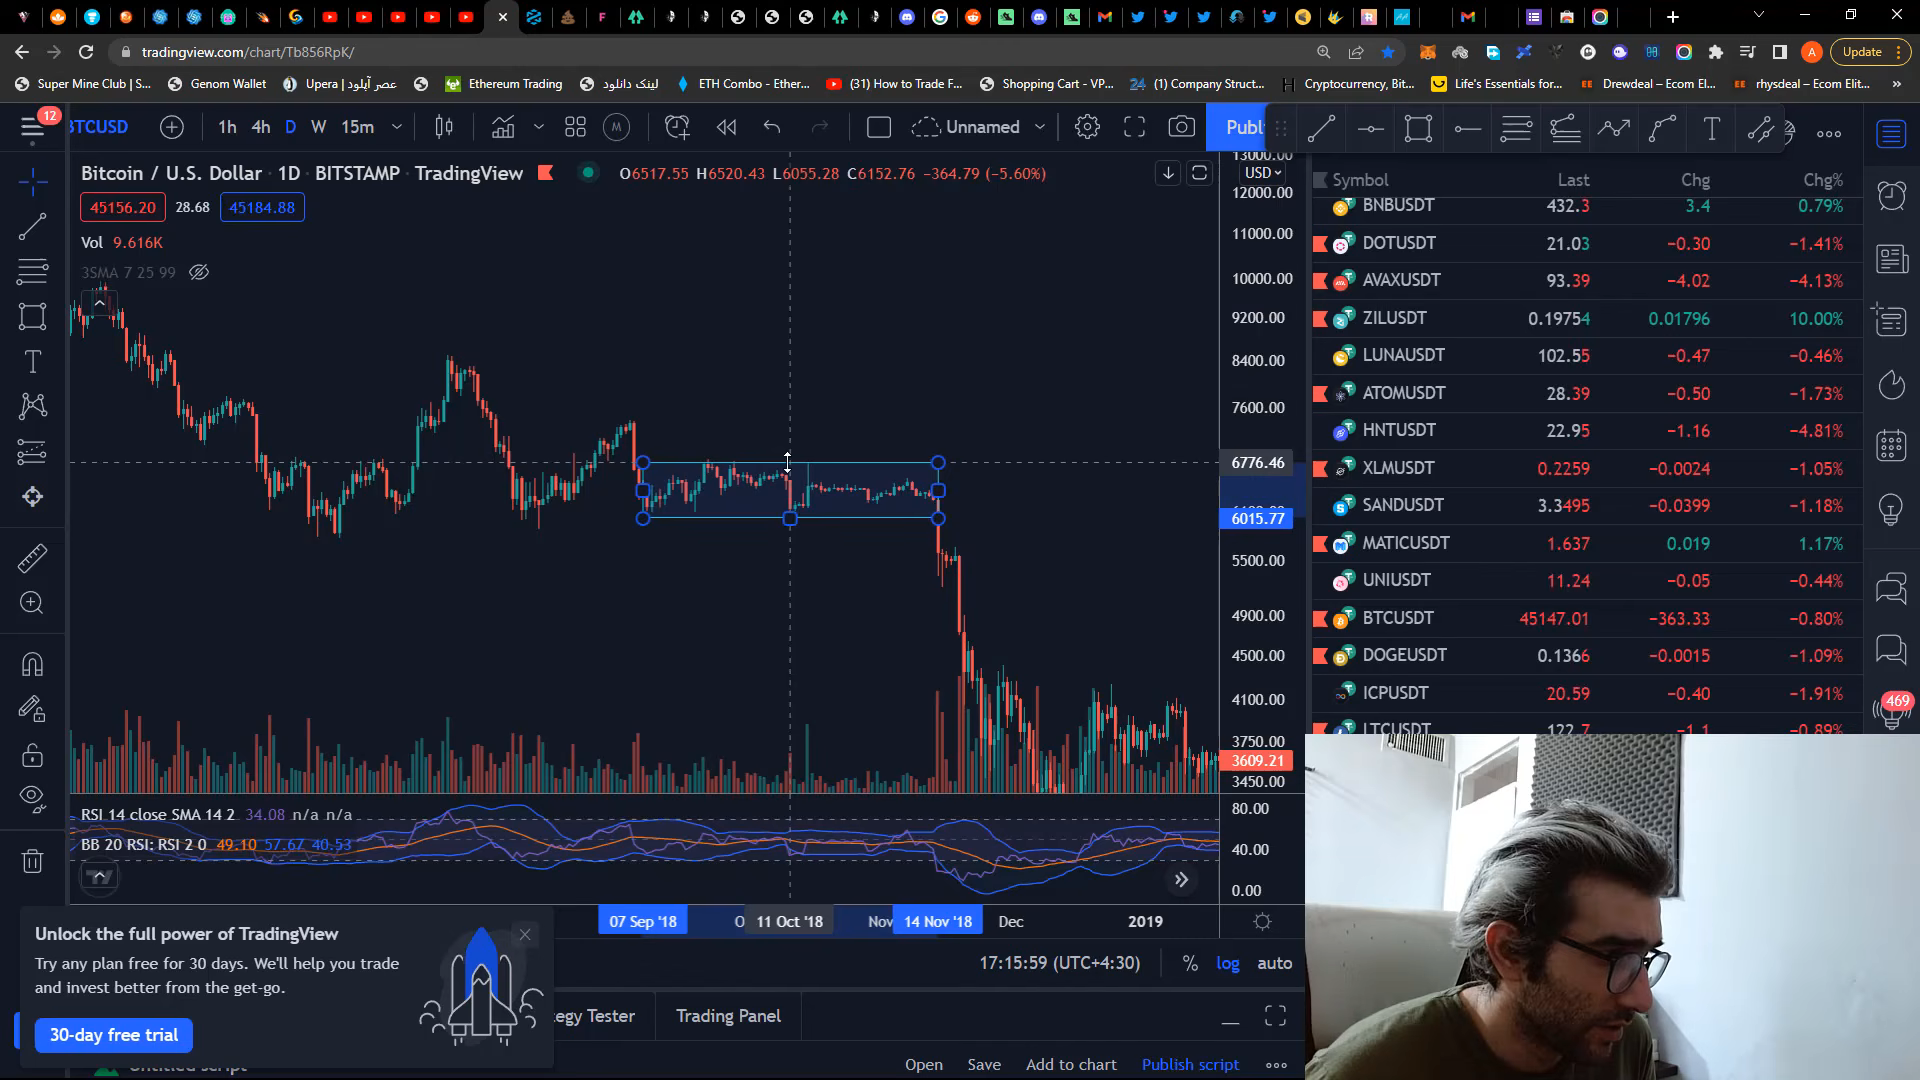 tradingview.com/chart/Tb856RpK/
Update
Super Mine Club | S...
Genom Wallet
Upera | عصر آپلود
Ethereum Trading
لینک دانلود
ETH Combo - Ether...
(31) How to Trade F...
Shopping Cart - VP...
(1) Company Struct...
Cryptocurrency, Bit...
Life's Essentials for...
Drewdeal – Ecom El...
rhysdeal – Ecom Elit...
12
BTCUSD
1h 4h D W 15m
Unnamed
Publ
Bitcoin / U.S. Dollar · 1D · BITSTAMP · TradingView
O6517.55 H6520.43 L6055.28 C6152.76 −364.79 (−5.60%)
45156.20 28.68 45184.88
Vol 9.616K
3SMA 7 25 99
USD
13000.00
12000.00
11000.00
10000.00
9200.00
8400.00
7600.00
6776.46
6015.77
5500.00
4900.00
4500.00
4100.00
3750.00
3609.21
3450.00
RSI 14 close SMA 14 2 34.08 n/a n/a
BB 20 RSI: RSI 2 0 49.10 57.67 40.53
80.00
40.00
0.00
07 Sep '18
O
11 Oct '18
Nov
14 Nov '18
Dec
2019
17:15:59 (UTC+4:30)
% log auto
Symbol Last Chg Chg%
BNBUSDT 432.3 3.4 0.79%
DOTUSDT 21.03 −0.30 −1.41%
AVAXUSDT 93.39 −4.02 −4.13%
ZILUSDT 0.19754 0.01796 10.00%
LUNAUSDT 102.55 −0.47 −0.46%
ATOMUSDT 28.39 −0.50 −1.73%
HNTUSDT 22.95 −1.16 −4.81%
XLMUSDT 0.2259 −0.0024 −1.05%
SANDUSDT 3.3495 −0.0399 −1.18%
MATICUSDT 1.637 0.019 1.17%
UNIUSDT 11.24 −0.05 −0.44%
BTCUSDT 45147.01 −363.33 −0.80%
DOGEUSDT 0.1366 −0.0015 −1.09%
ICPUSDT 20.59 −0.40 −1.91%
LTCUSDT 122.7 −1.1 −0.89%
469
Unlock the full power of TradingView
Try any plan free for 30 days. We'll help you trade
and invest better from the get-go.
30-day free trial
egy Tester
Trading Panel
Untitled script
Open Save Add to chart Publish script